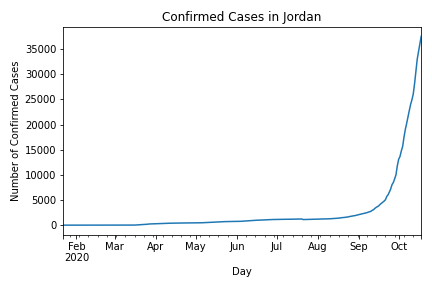 Confirmed Cases in Jordan
Number of Confirmed Cases
35000
30000
25000
20000
15000
10000
5000
0
Feb Mar Apr May Jun Jul Aug Sep Oct
2020
Day